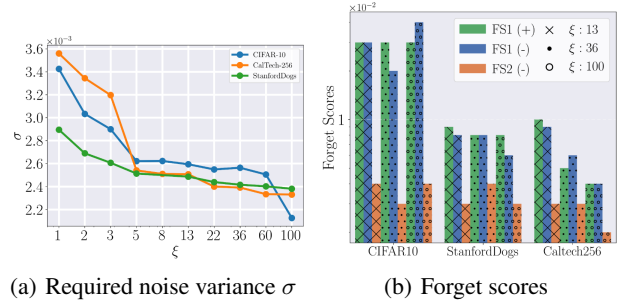 ×10⁻³
3.6
3.4
3.2
3.0
2.8
2.6
2.4
2.2
σ
CIFAR-10
CalTech-256
StanfordDogs
1 2 3 5 8 13 22 36 60 100
ξ
(a) Required noise variance σ
×10⁻²
1
Forget Scores
FS1 (+)
FS1 (-)
FS2 (-)
ξ : 13
ξ : 36
ξ : 100
CIFAR10 StanfordDogs Caltech256
(b) Forget scores